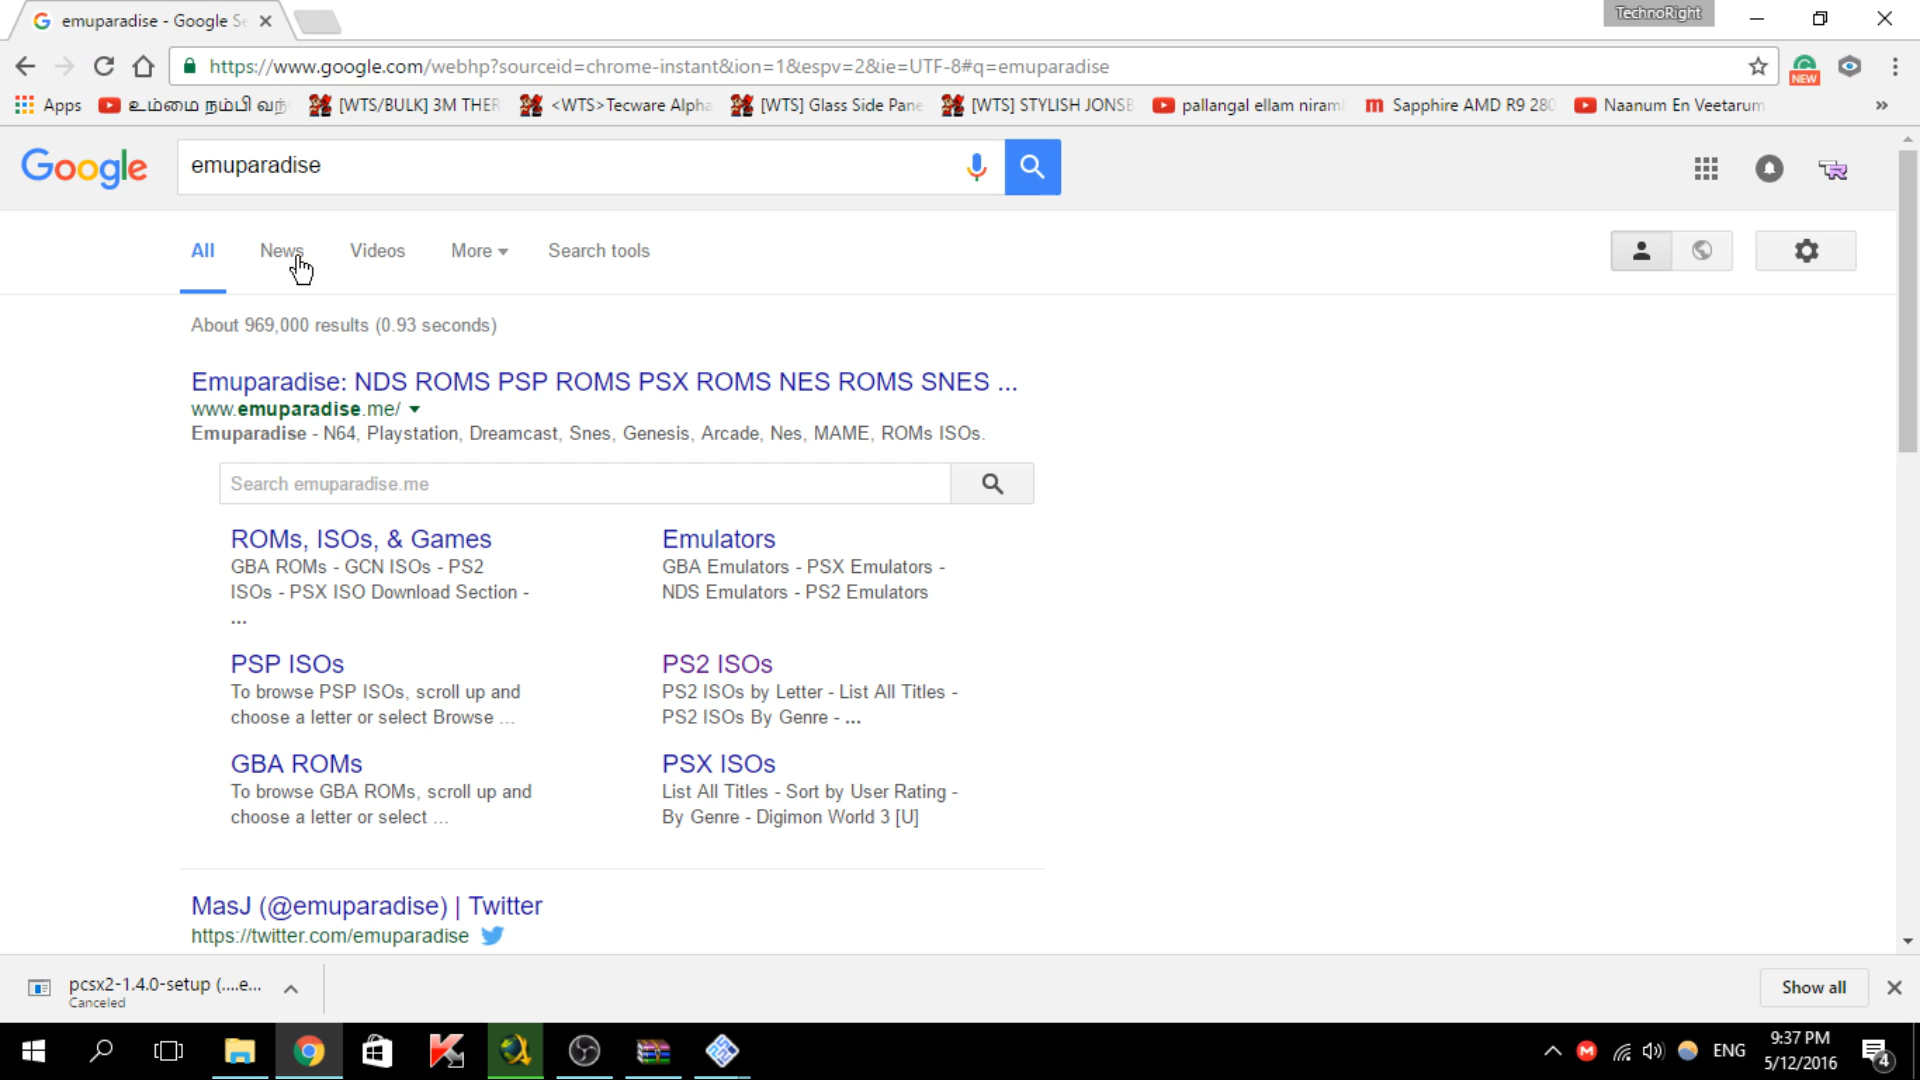 emuparadise - Google Se
TechnoRight
https://www.google.com/webhp?sourceid=chrome-instant&ion=1&espv=2&ie=UTF-8#q=emuparadise
NEW
Apps
உம்மை நம்பி வந்
[WTS/BULK] 3M THER
<WTS>Tecware Alpha
[WTS] Glass Side Pane
[WTS] STYLISH JONSB
pallangal ellam niram
Sapphire AMD R9 280
Naanum En Veetarum
»
Google
emuparadise
All
News
Videos
More
Search tools
About 969,000 results (0.93 seconds)
Emuparadise: NDS ROMS PSP ROMS PSX ROMS NES ROMS SNES ...
www.emuparadise.me/
Emuparadise - N64, Playstation, Dreamcast, Snes, Genesis, Arcade, Nes, MAME, ROMs ISOs.
Search emuparadise.me
ROMs, ISOs, & Games
GBA ROMs - GCN ISOs - PS2
ISOs - PSX ISO Download Section -
...
Emulators
GBA Emulators - PSX Emulators -
NDS Emulators - PS2 Emulators
PSP ISOs
To browse PSP ISOs, scroll up and
choose a letter or select Browse ...
PS2 ISOs
PS2 ISOs by Letter - List All Titles -
PS2 ISOs By Genre - ...
GBA ROMs
To browse GBA ROMs, scroll up and
choose a letter or select ...
PSX ISOs
List All Titles - Sort by User Rating -
By Genre - Digimon World 3 [U]
MasJ (@emuparadise) | Twitter
https://twitter.com/emuparadise
pcsx2-1.4.0-setup (....e...
Canceled
Show all
ENG
9:37 PM
5/12/2016
4